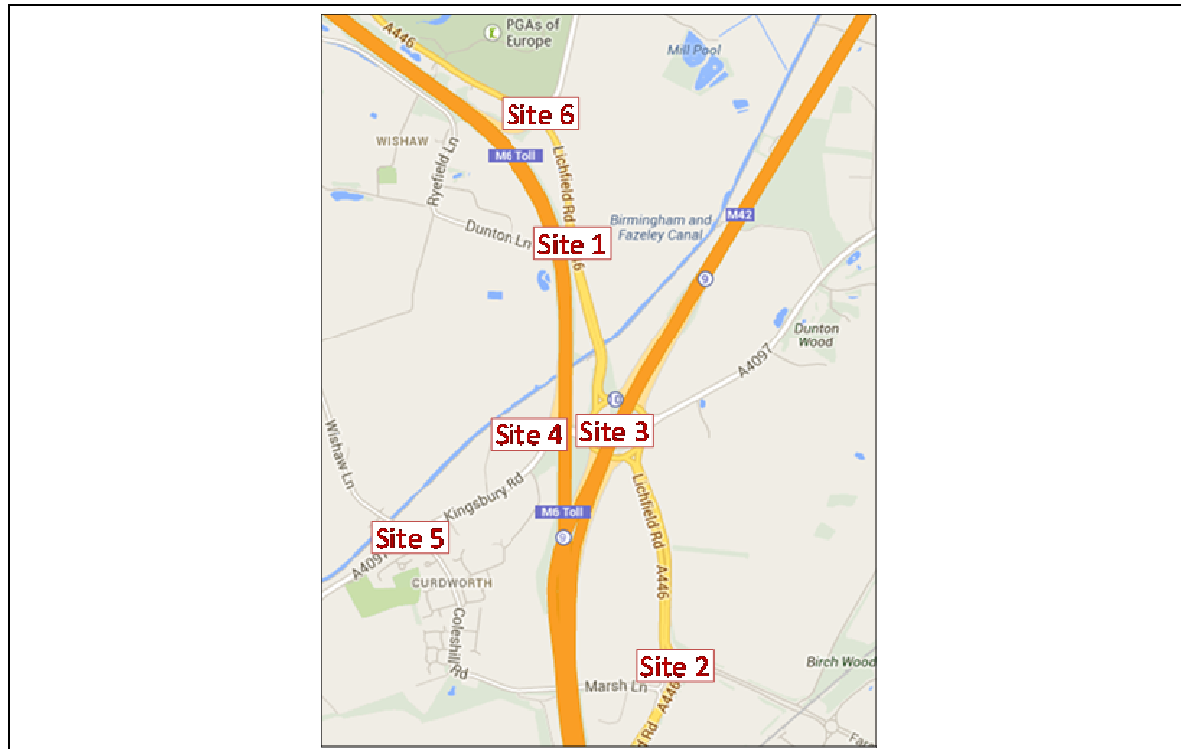 A446
PGAs of
Europe
Mill Pool
Site 6
WISHAW
M6 Toll
Ryefield Ln
Lichfield Rd
Birmingham and
Fazeley Canal
M42
Dunton Ln
Site 1
9
Dunton
Wood
A4097
10
Site 4
Site 3
Wishaw Ln
Kingsbury Rd
M6 Toll
Lichfield Rd
9
Site 5
A4097
A446
CURDWORTH
Coleshill Rd
Site 2
Birch Wood
Marsh Ln
A446